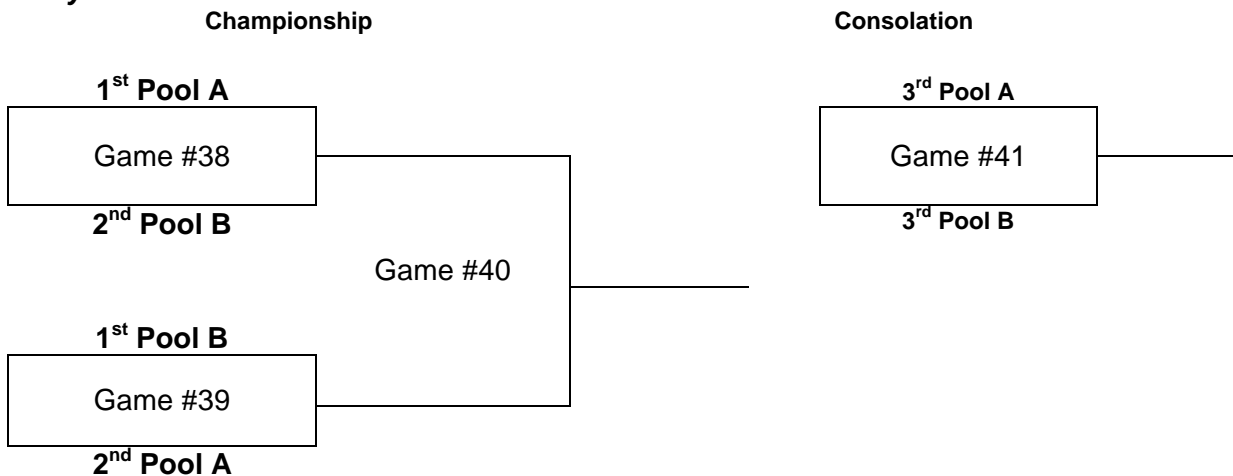 Championship
Consolation
1st Pool A
Game #38
2nd Pool B
Game #40
1st Pool B
Game #39
2nd Pool A
3rd Pool A
Game #41
3rd Pool B